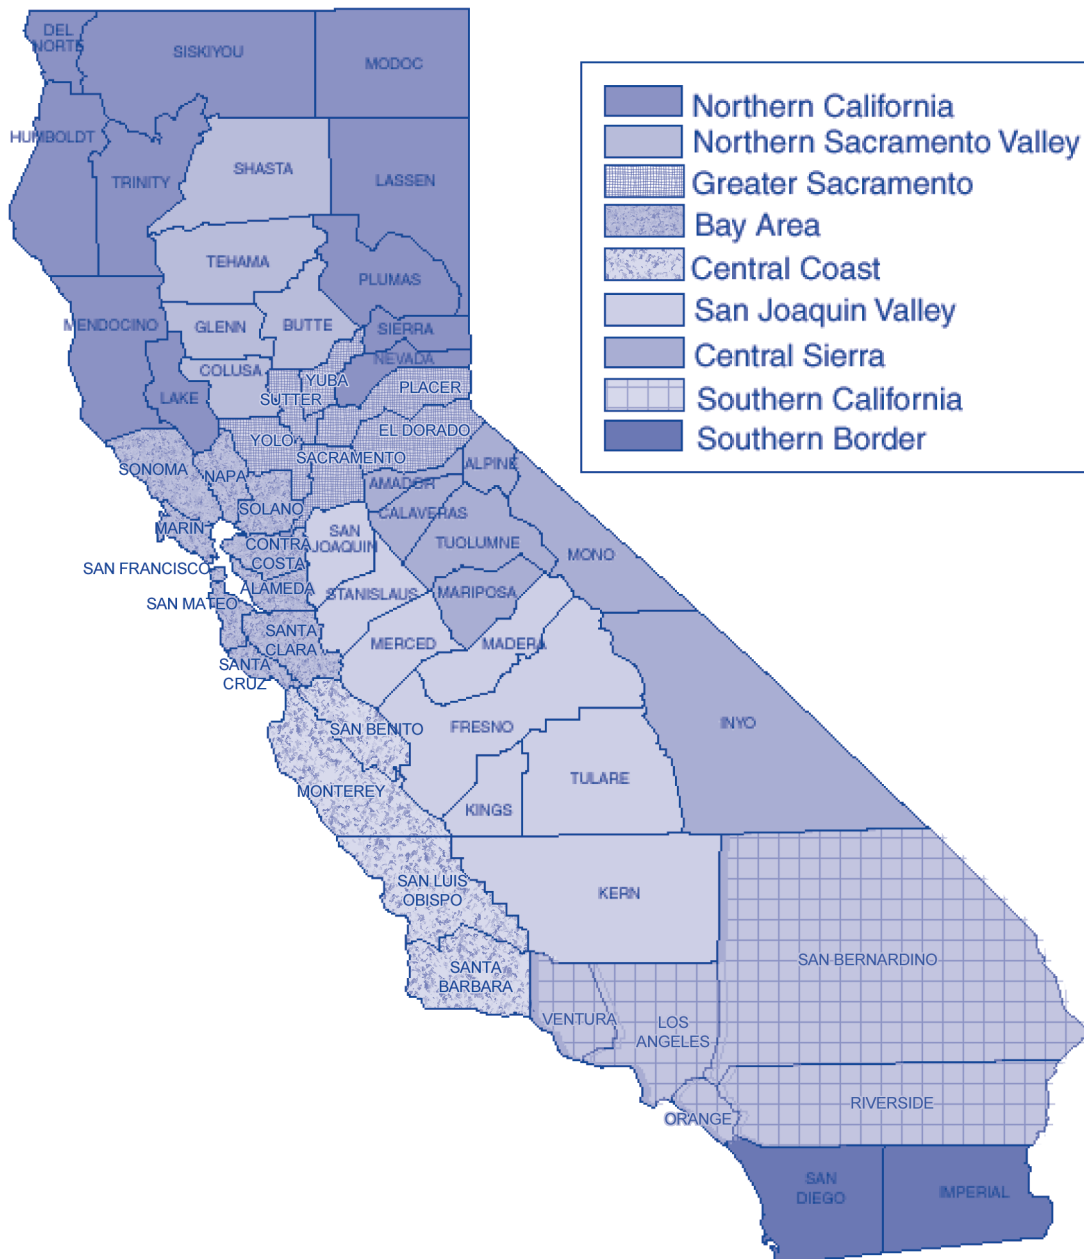 DEL
NORTE
SISKIYOU
MODOC
HUMBOLDT
TRINITY
SHASTA
LASSEN
TEHAMA
PLUMAS
MENDOCINO
GLENN
BUTTE
SIERRA
NEVADA
COLUSA
LAKE
YUBA
PLACER
SUTTER
YOLO
EL DORADO
SACRAMENTO
SONOMA
NAPA
ALPINE
AMADOR
SOLANO
CALAVERAS
MARIN
SAN
JOAQUIN
CONTRA
COSTA
TUOLUMNE
MONO
SAN FRANCISCO
ALAMEDA
STANISLAUS
MARIPOSA
SAN MATEO
SANTA
CLARA
MERCED
MADERA
SANTA
CRUZ
SAN BENITO
FRESNO
INYO
MONTEREY
TULARE
KINGS
SAN LUIS
OBISPO
KERN
SANTA
BARBARA
SAN BERNARDINO
VENTURA
LOS
ANGELES
RIVERSIDE
ORANGE
SAN
DIEGO
IMPERIAL
Northern California
Northern Sacramento Valley
Greater Sacramento
Bay Area
Central Coast
San Joaquin Valley
Central Sierra
Southern California
Southern Border